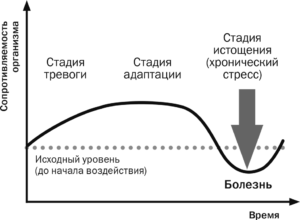 Сопротивляемость
организма
Стадия
тревоги
Стадия
адаптации
Стадия
истощения
(хронический
стресс)
Исходный уровень
(до начала воздействия)
Болезнь
Время